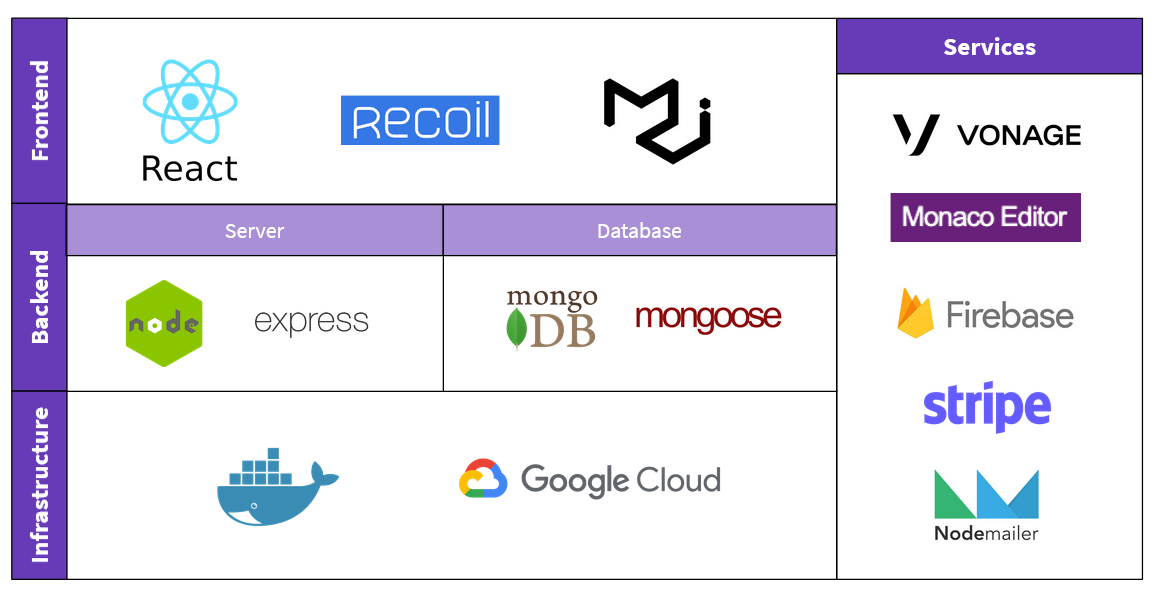 Frontend
React
Recoil
Services
VONAGE
Monaco Editor
Firebase
stripe
Nodemailer
Backend
Server
Database
node
express
mongo
DB
mongoose
Infrastructure
Google Cloud